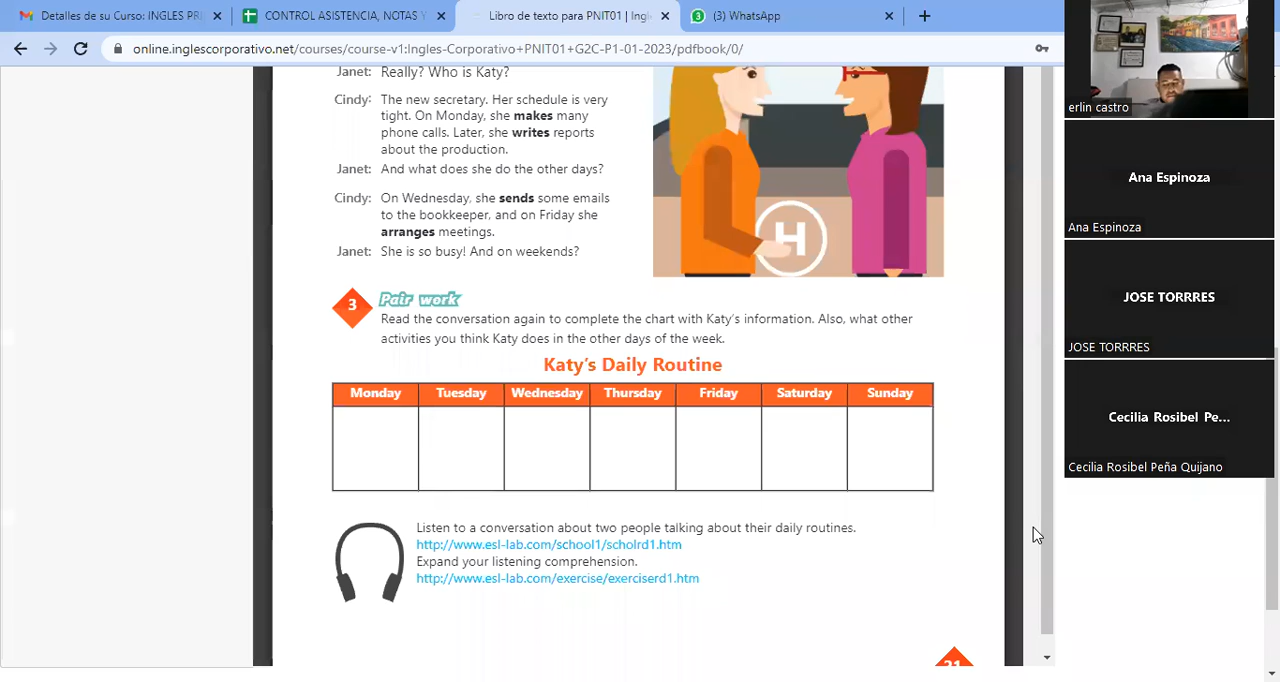 Detalles de su Curso: INGLES PRI
CONTROL ASISTENCIA, NOTAS Y
Libro de texto para PNIT01 | Ingl
(3) WhatsApp
online.inglescorporativo.net/courses/course-v1:Ingles-Corporativo+PNIT01+G2C-P1-01-2023/pdfbook/0/
Janet: Really? Who is Katy?
Cindy: The new secretary. Her schedule is very
tight. On Monday, she makes many
phone calls. Later, she writes reports
about the production.
Janet: And what does she do the other days?
Cindy: On Wednesday, she sends some emails
to the bookkeeper, and on Friday she
arranges meetings.
Janet: She is so busy! And on weekends?
H
3 Pair work
Read the conversation again to complete the chart with Katy's information. Also, what other
activities you think Katy does in the other days of the week.
Katy's Daily Routine
Monday Tuesday Wednesday Thursday Friday Saturday Sunday
Listen to a conversation about two people talking about their daily routines.
http://www.esl-lab.com/school1/scholrd1.htm
Expand your listening comprehension.
http://www.esl-lab.com/exercise/exerciserd1.htm
21
erlin castro
Ana Espinoza
Ana Espinoza
JOSE TORRRES
JOSE TORRRES
Cecilia Rosibel Pe...
Cecilia Rosibel Peña Quijano